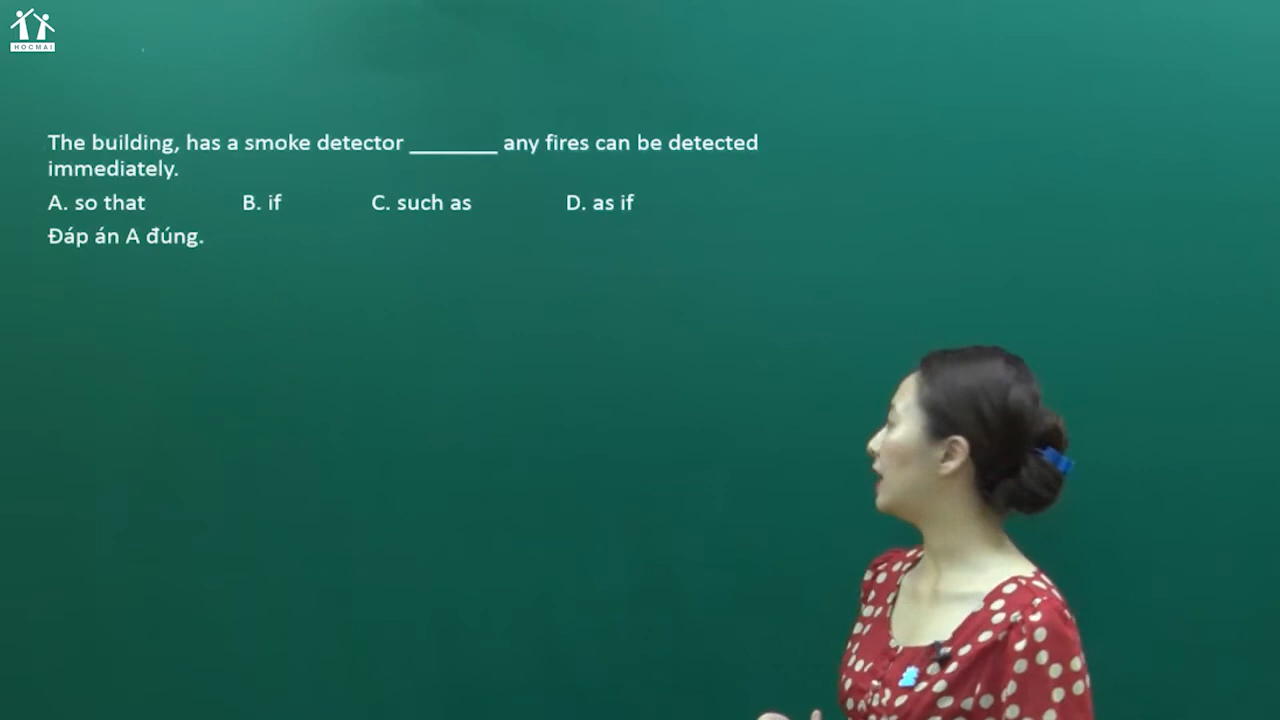 HOCMAI
The building, has a smoke detector _______ any fires can be detected
immediately.
A. so that B. if C. such as D. as if
Đáp án A đúng.